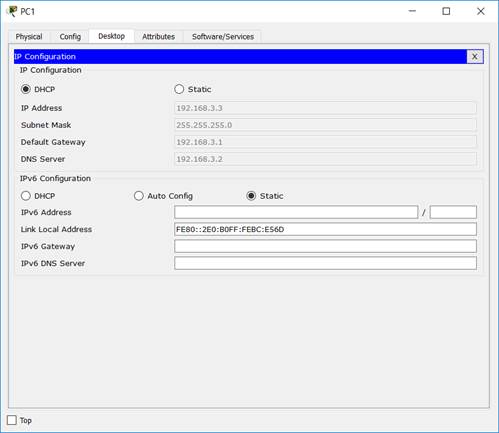 PC1
Physical Config Desktop Attributes Software/Services
IP Configuration X
IP Configuration
DHCP Static
IP Address 192.168.3.3
Subnet Mask 255.255.255.0
Default Gateway 192.168.3.1
DNS Server 192.168.3.2
IPv6 Configuration
DHCP Auto Config Static
IPv6 Address /
Link Local Address FE80::2E0:B0FF:FEBC:E56D
IPv6 Gateway
IPv6 DNS Server
Top